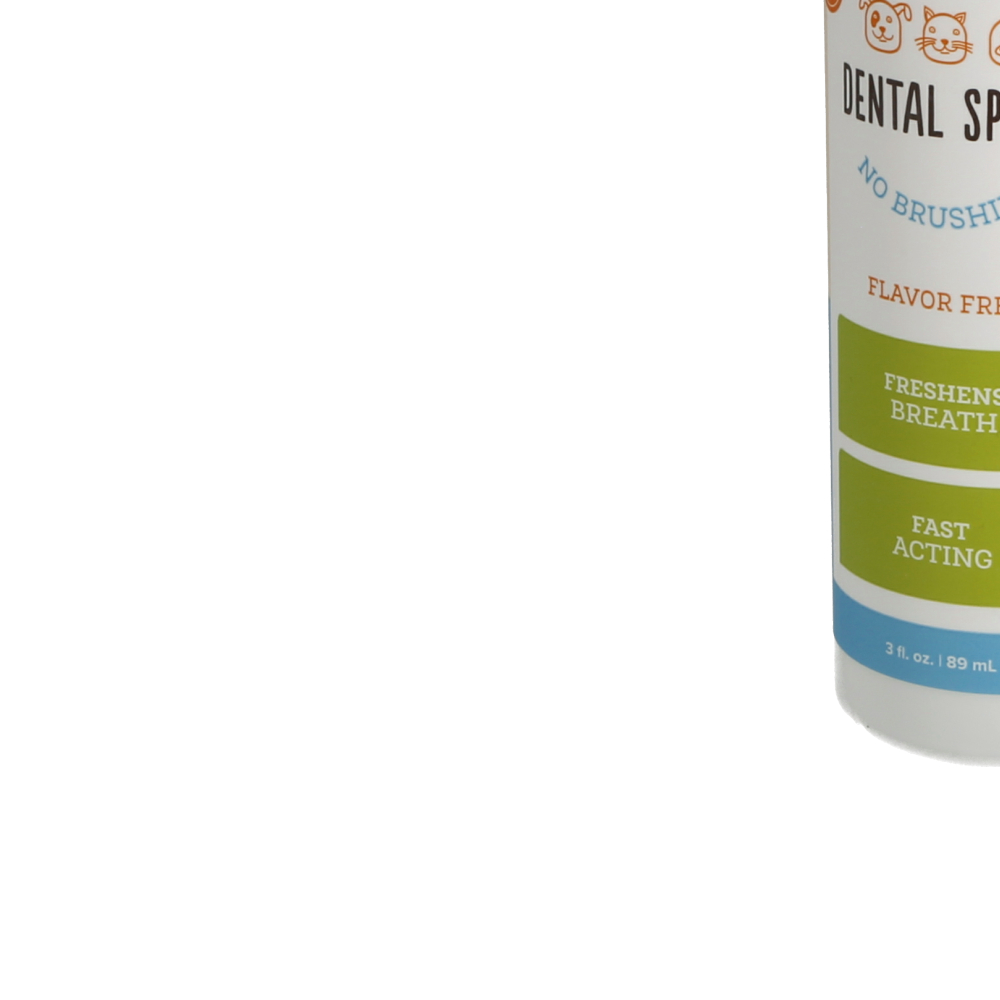 DENTAL SP
NO BRUSHI
FLAVOR FRE
FRESHENS
BREATH
FAST
ACTING
3 fl. oz. | 89 mL